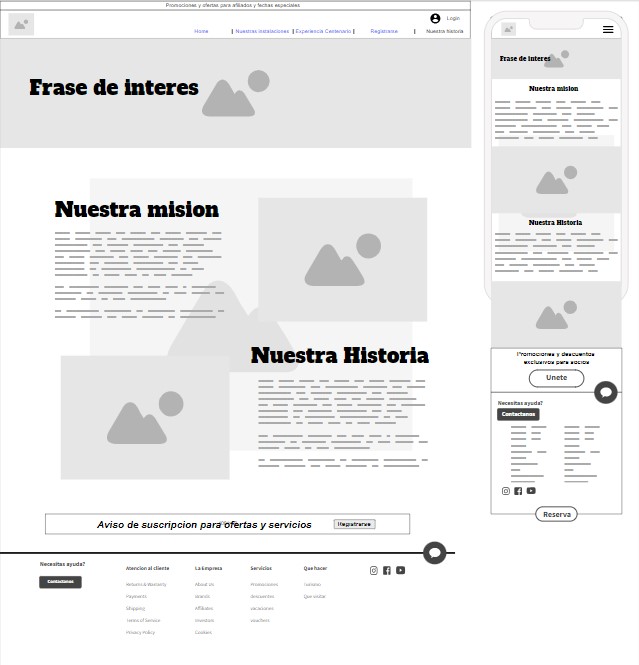 Promociones y ofertas para afiliados y fechas especiales
Login
Home | Nuestras instalaciones | Experiencia Centenario | Registrarse | Nuestra historia
Frase de interes
Nuestra mision
Nuestra Historia
Aviso de suscripcion para ofertas y servicios
Registrarse
Necesitas ayuda?
Contactanos
Atencion al cliente
Returns & Warranty
Payments
Shipping
Terms of Service
Privacy Policy
La Empresa
About Us
Brands
Affiliates
Investors
Cookies
Servicios
Promociones
descuentos
vacaciones
vouchers
Que hacer
Turismo
Que visitar
Frase de interes
Nuestra mision
Nuestra Historia
Promociones y descuentos
exclusivos para socios
Unete
Necesitas ayuda?
Contactanos
Reserva